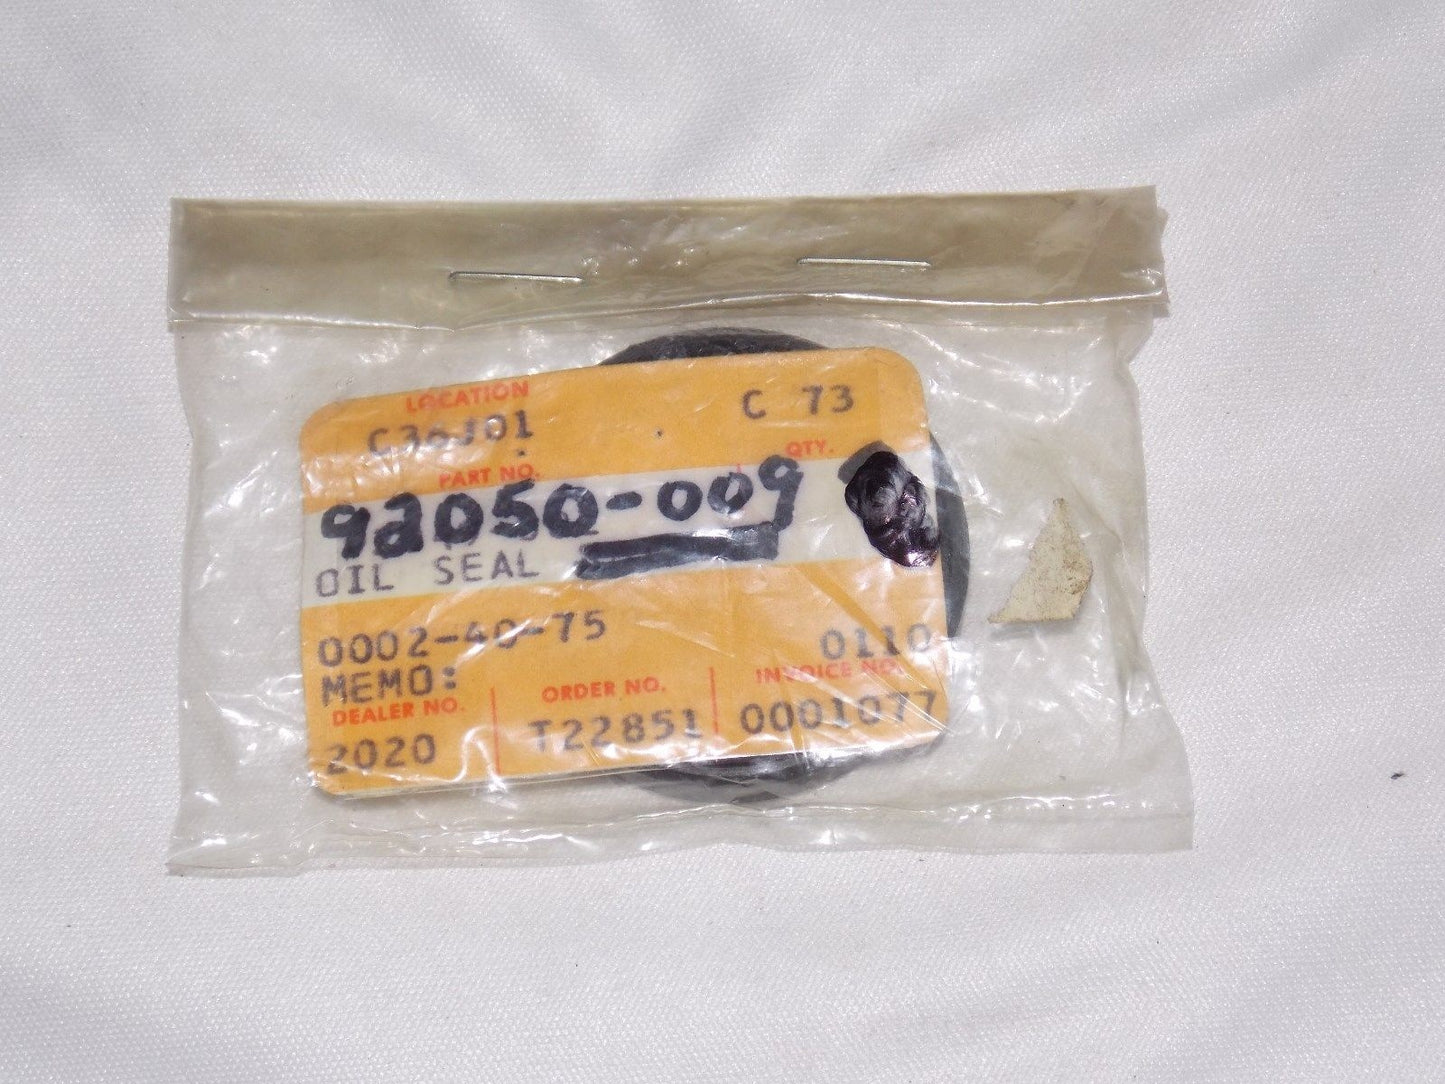 LOCATION
C36J01
C 73
PART NO.
QTY.
92050-009
OIL SEAL
0002-40-75
0110
MEMO:
DEALER NO.
ORDER NO.
INVOICE NO.
2020
T22851
0001077